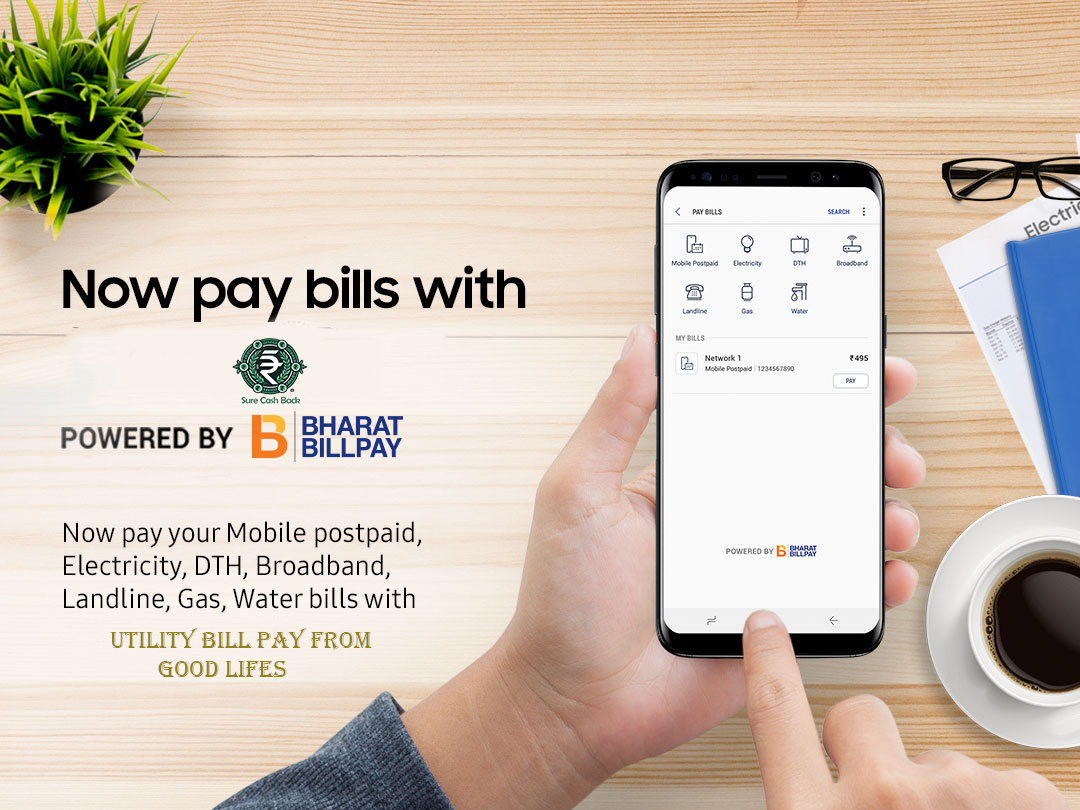 Now pay bills with
Sure Cash Back
POWERED BY B BHARAT
BILLPAY
Now pay your Mobile postpaid,
Electricity, DTH, Broadband,
Landline, Gas, Water bills with
UTILITY BILL PAY FROM
GOOD LIFES
PAY BILLS SEARCH
Mobile Postpaid Electricity DTH Broadband
Landline Gas Water
MY BILLS
Network 1 ₹495
Mobile Postpaid | 1234567890
PAY
POWERED BY B BHARAT
BILLPAY
Electric